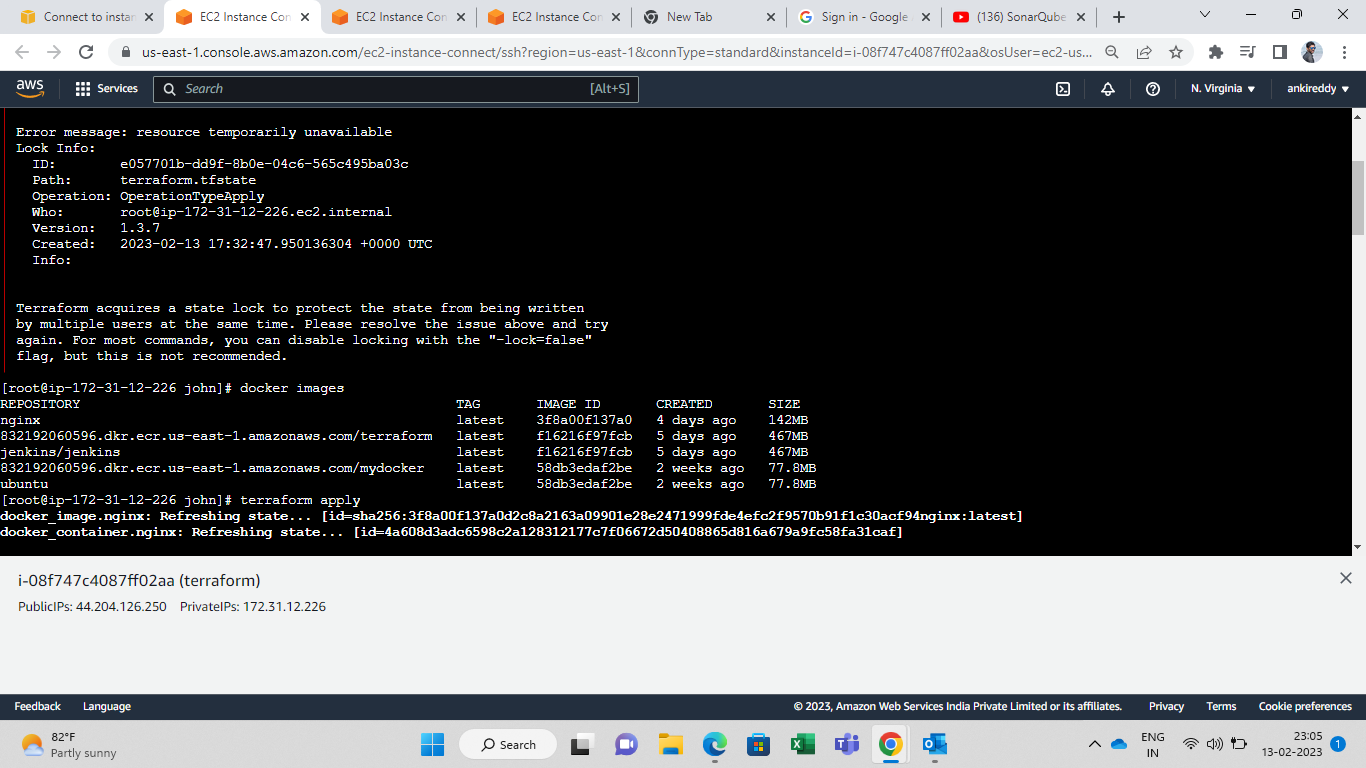 Connect to instan
EC2 Instance Con
EC2 Instance Con
EC2 Instance Con
New Tab
Sign in - Google
(136) SonarQube
us-east-1.console.aws.amazon.com/ec2-instance-connect/ssh?region=us-east-1&connType=standard&instanceId=i-08f747c4087ff02aa&osUser=ec2-us...
aws
Services
Search
[Alt+S]
N. Virginia
ankireddy
Error message: resource temporarily unavailable
Lock Info:
ID: e057701b-dd9f-8b0e-04c6-565c495ba03c
Path: terraform.tfstate
Operation: OperationTypeApply
Who: root@ip-172-31-12-226.ec2.internal
Version: 1.3.7
Created: 2023-02-13 17:32:47.950136304 +0000 UTC
Info:
Terraform acquires a state lock to protect the state from being written
by multiple users at the same time. Please resolve the issue above and try
again. For most commands, you can disable locking with the "-lock=false"
flag, but this is not recommended.
[root@ip-172-31-12-226 john]# docker images
REPOSITORY TAG IMAGE ID CREATED SIZE
nginx latest 3f8a00f137a0 4 days ago 142MB
832192060596.dkr.ecr.us-east-1.amazonaws.com/terraform latest f16216f97fcb 5 days ago 467MB
jenkins/jenkins latest f16216f97fcb 5 days ago 467MB
832192060596.dkr.ecr.us-east-1.amazonaws.com/mydocker latest 58db3edaf2be 2 weeks ago 77.8MB
ubuntu latest 58db3edaf2be 2 weeks ago 77.8MB
[root@ip-172-31-12-226 john]# terraform apply
docker_image.nginx: Refreshing state... [id=sha256:3f8a00f137a0d2c8a2163a09901e28e2471999fde4efc2f9570b91f1c30acf94nginx:latest]
docker_container.nginx: Refreshing state... [id=4a608d3adc6598c2a128312177c7f06672d50408865d816a679a9fc58fa31caf]
i-08f747c4087ff02aa (terraform)
PublicIPs: 44.204.126.250 PrivateIPs: 172.31.12.226
Feedback
Language
© 2023, Amazon Web Services India Private Limited or its affiliates.
Privacy
Terms
Cookie preferences
82°F
Partly sunny
Search
ENG
IN
23:05
13-02-2023
1